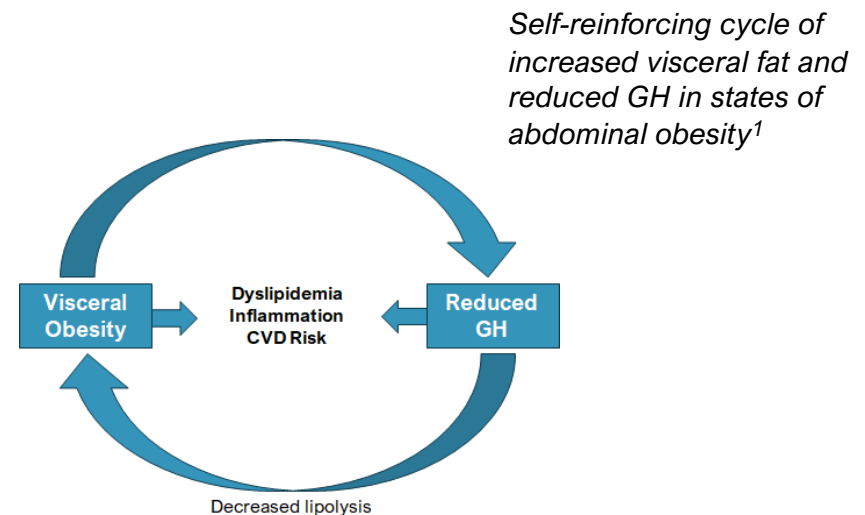 Self-reinforcing cycle of
increased visceral fat and
reduced GH in states of
abdominal obesity1
Visceral
Obesity
Dyslipidemia
Inflammation
CVD Risk
Reduced
GH
Decreased lipolysis